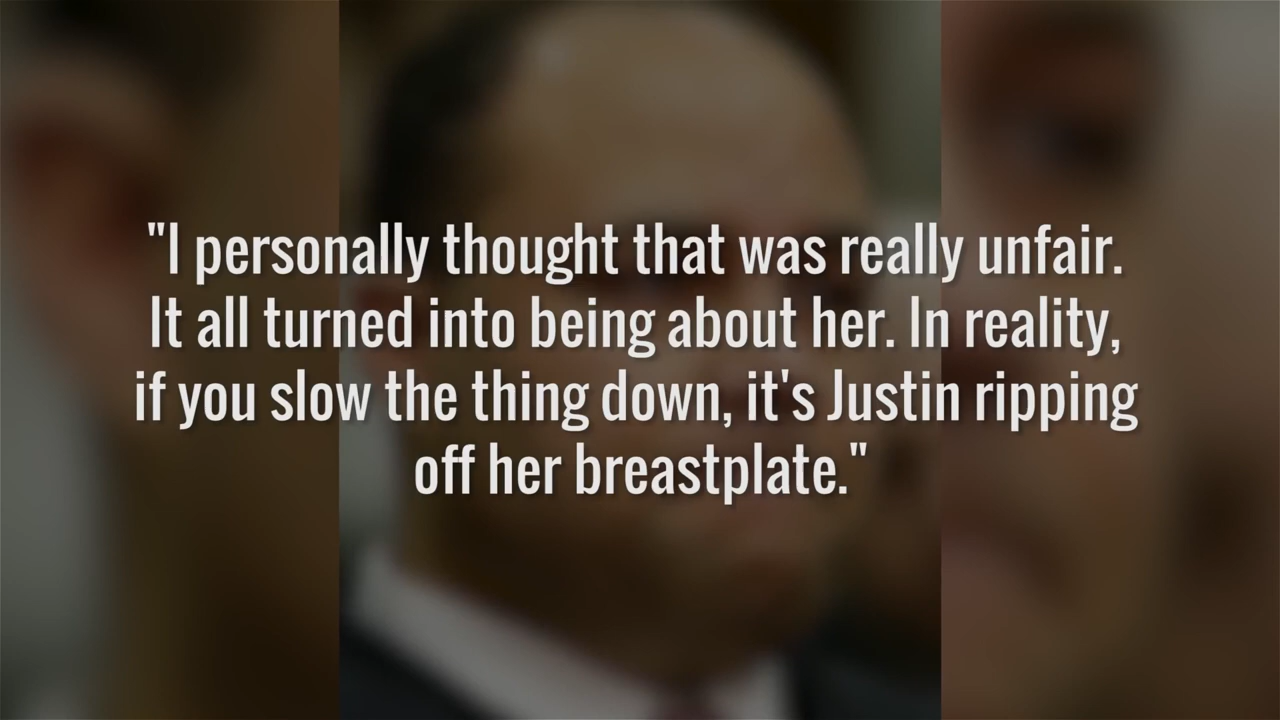 "I personally thought that was really unfair.
It all turned into being about her. In reality,
if you slow the thing down, it's Justin ripping
off her breastplate."